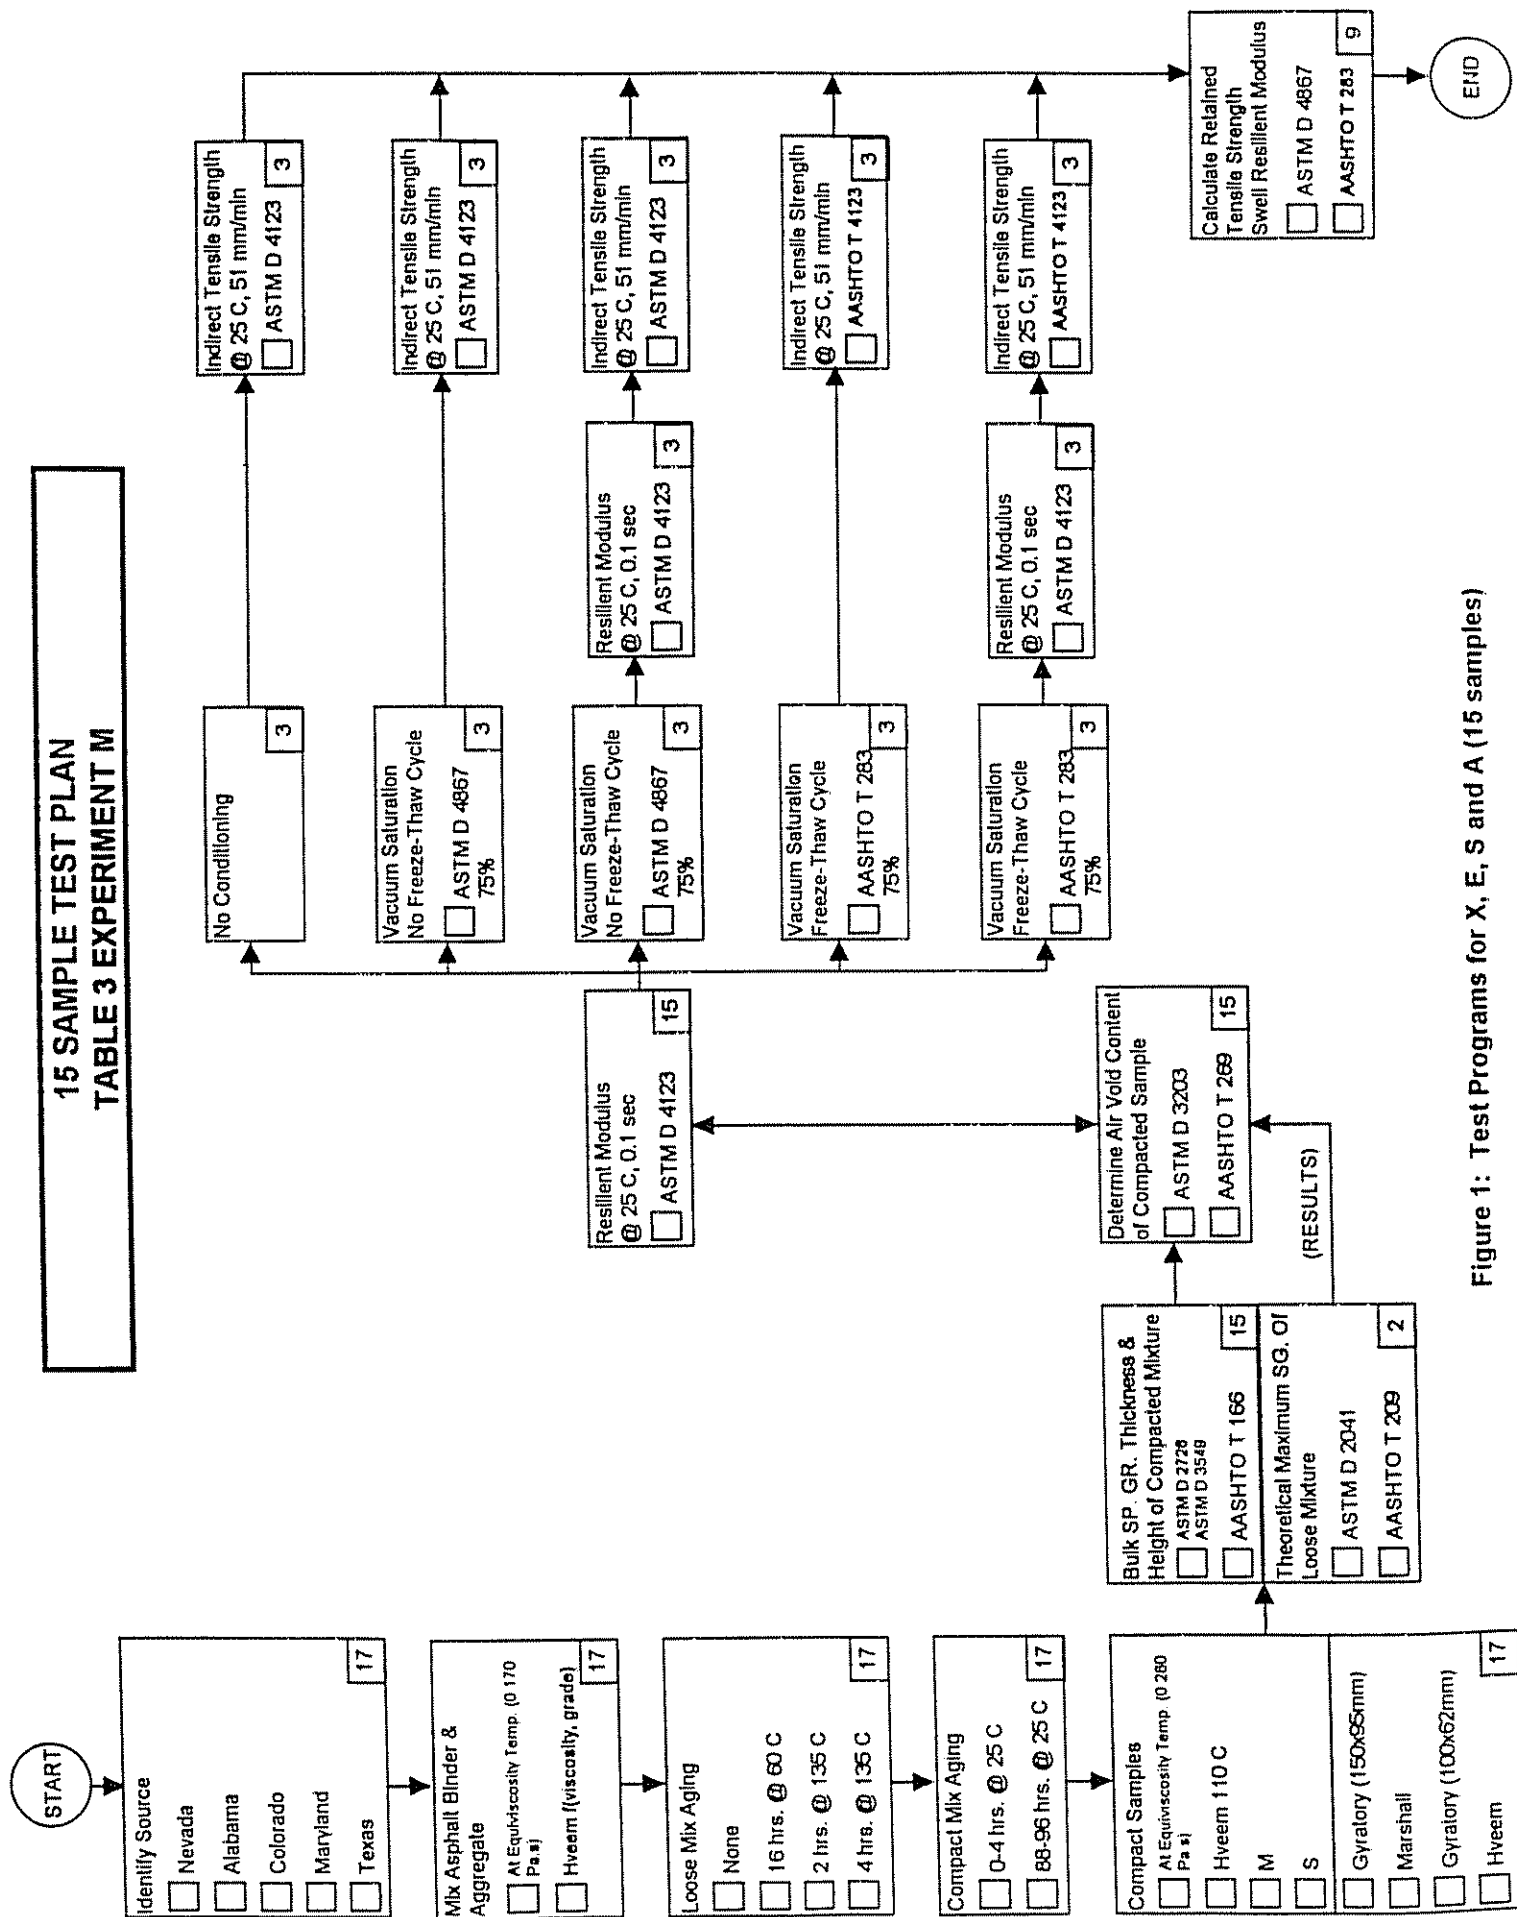 15 SAMPLE TEST PLAN
TABLE 3 EXPERIMENT M
START
Identify Source
Nevada
Alabama
Colorado
Maryland
Texas
17
Mix Asphalt Binder &
Aggregate
At Equiviscosity Temp. (0 170
Pa.s)
Hveem f(viscosity, grade)
17
Loose Mix Aging
None
16 hrs. @ 60 C
2 hrs. @ 135 C
4 hrs. @ 135 C
17
Compact Mix Aging
0-4 hrs. @ 25 C
88-96 hrs. @ 25 C
17
Compact Samples
At Equiviscosity Temp. (0 280
Pa s)
Hveem 110 C
M
S
Gyratory (150x95mm)
Marshall
Gyratory (100x62mm)
Hveem
17
Bulk SP. GR. Thickness &
Height of Compacted Mixture
ASTM D 2726
ASTM D 3549
AASHTO T 166
15
Theoretical Maximum SG. Of
Loose Mixture
ASTM D 2041
AASHTO T 209
2
(RESULTS)
Determine Air Void Content
of Compacted Sample
ASTM D 3203
AASHTO T 269
15
Resilient Modulus
@ 25 C, 0.1 sec
ASTM D 4123
15
No Conditioning
3
Vacuum Saturation
No Freeze-Thaw Cycle
ASTM D 4867
75%
3
Vacuum Saturation
No Freeze-Thaw Cycle
ASTM D 4867
75%
3
Vacuum Saturation
Freeze-Thaw Cycle
AASHTO T 283
75%
3
Vacuum Saturation
Freeze-Thaw Cycle
AASHTO T 283
75%
3
Resilient Modulus
@ 25 C, 0.1 sec
ASTM D 4123
3
Resilient Modulus
@ 25 C, 0.1 sec
ASTM D 4123
3
Indirect Tensile Strength
@ 25 C, 51 mm/min
ASTM D 4123
3
Indirect Tensile Strength
@ 25 C, 51 mm/min
ASTM D 4123
3
Indirect Tensile Strength
@ 25 C, 51 mm/min
ASTM D 4123
3
Indirect Tensile Strength
@ 25 C, 51 mm/min
AASHTO T 4123
3
Indirect Tensile Strength
@ 25 C, 51 mm/min
AASHTO T 4123
3
Calculate Retained
Tensile Strength
Swell Resilient Modulus
ASTM D 4867
AASHTO T 283
9
END
Figure 1: Test Programs for X, E, S and A (15 samples)